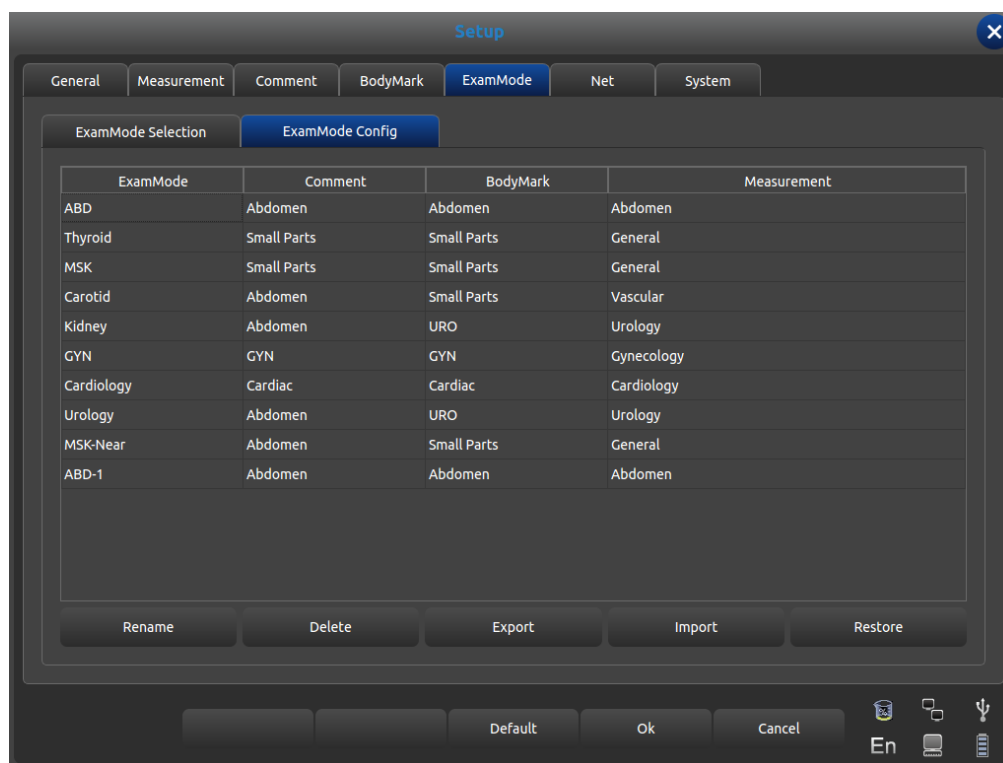 Setup
General Measurement Comment BodyMark ExamMode Net System
ExamMode Selection ExamMode Config
ExamMode Comment BodyMark Measurement
ABD Abdomen Abdomen Abdomen
Thyroid Small Parts Small Parts General
MSK Small Parts Small Parts General
Carotid Abdomen Small Parts Vascular
Kidney Abdomen URO Urology
GYN GYN GYN Gynecology
Cardiology Cardiac Cardiac Cardiology
Urology Abdomen URO Urology
MSK-Near Abdomen Small Parts General
ABD-1 Abdomen Abdomen Abdomen
Rename Delete Export Import Restore
Default Ok Cancel
En